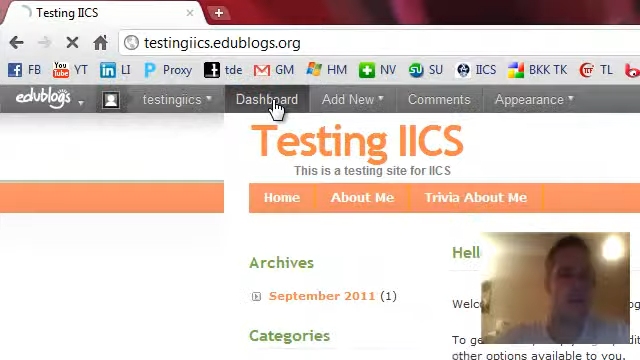 Testing IICS
testingiics.edublogs.org
FB YT LI Proxy tde GM HM NV SU IICS BKK TK TL
edublogs testingiics Dashboard Add New Comments Appearance
Testing IICS
This is a testing site for IICS
Home About Me Trivia About Me
Archives
September 2011 (1)
Categories
Hello
Welco
To ge
other options available to you.